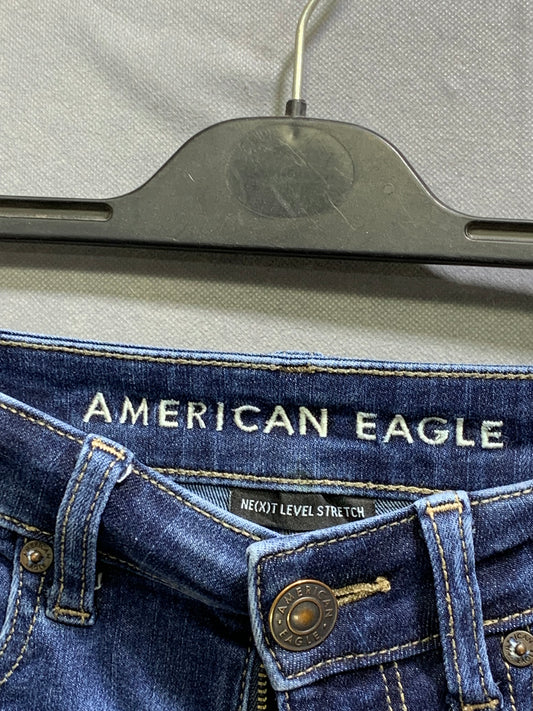 AMERICAN EAGLE
NE(X)T LEVEL STRETCH
AMERICAN
EAGLE